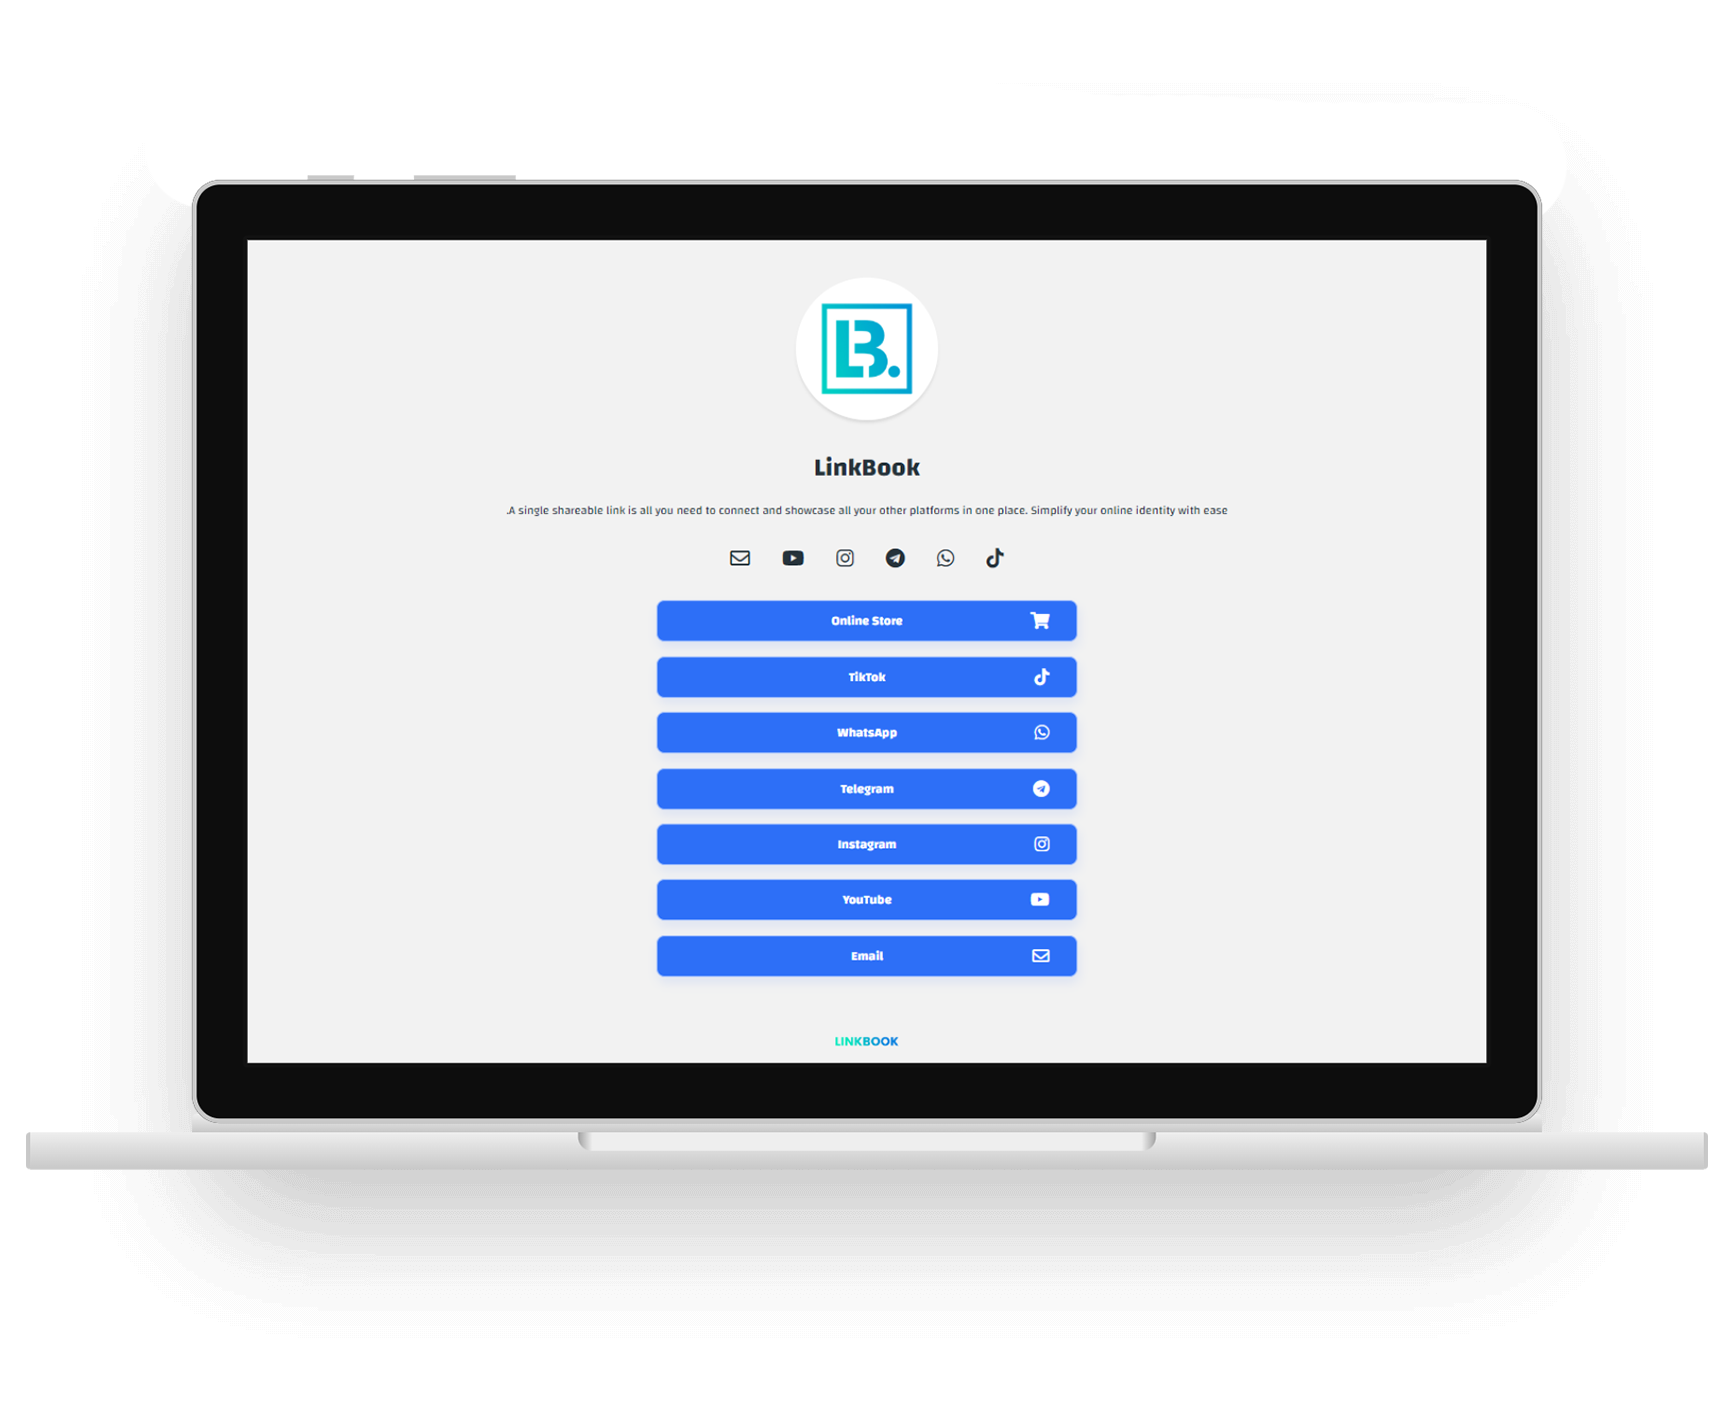 LB.
LinkBook
.A single shareable link is all you need to connect and showcase all your other platforms in one place. Simplify your online identity with ease
Online Store
TikTok
WhatsApp
Telegram
Instagram
YouTube
Email
LINKBOOK